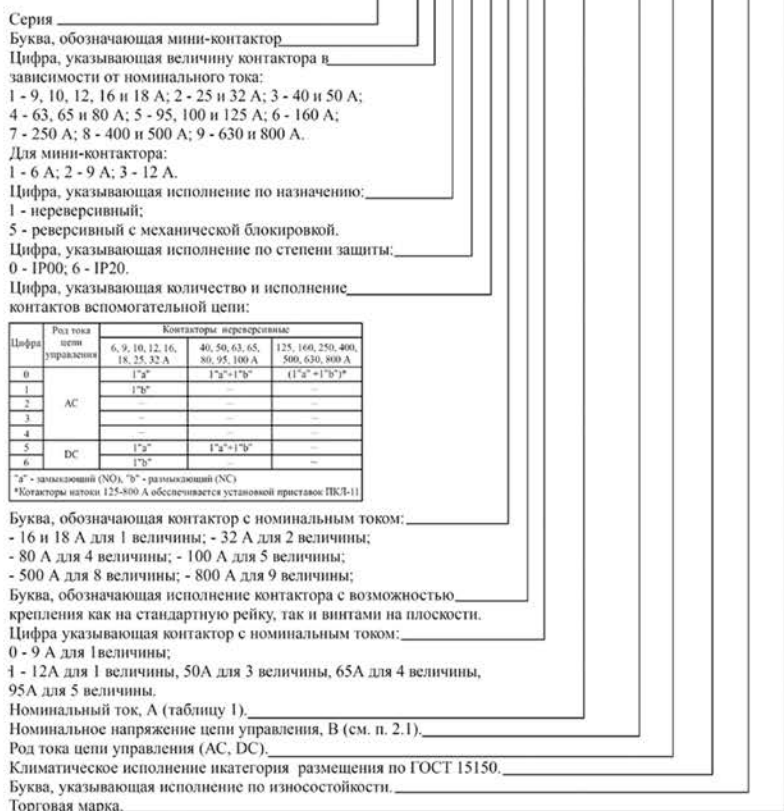 Серия
Буква, обозначающая мини-контактор
Цифра, указывающая величину контактора в
зависимости от номинального тока:
1 - 9, 10, 12, 16 и 18 А; 2 - 25 и 32 А; 3 - 40 и 50 А;
4 - 63, 65 и 80 А; 5 - 95, 100 и 125 А; 6 - 160 А;
7 - 250 А; 8 - 400 и 500 А; 9 - 630 и 800 А.
Для мини-контактора:
1 - 6 А; 2 - 9 А; 3 - 12 А.
Цифра, указывающая исполнение по назначению:
1 - нереверсивный;
5 - реверсивный с механической блокировкой.
Цифра, указывающая исполнение по степени защиты:
0 - IP00; 6 - IP20.
Цифра, указывающая количество и исполнение
контактов вспомогательной цепи:
Цифра Род тока цепи управления Контакторы нереверсивные
6, 9, 10, 12, 16, 18, 25, 32 А 40, 50, 63, 65, 80, 95, 100 А 125, 160, 250, 400, 500, 630, 800 А
0 AC 1"a" 1"a"+1"b" (1"a" +1"b")*
1 1"b" – –
2 – – –
3 – – –
4 – – –
5 DC 1"a" 1"a"+1"b" –
6 1"b" – –
"a" - замыкающий (NO), "b" - размыкающий (NC)
*Котакторы натоки 125-800 А обеспечивается установкой приставок ПКЛ-11
Буква, обозначающая контактор с номинальным током:
- 16 и 18 А для 1 величины; - 32 А для 2 величины;
- 80 А для 4 величины; - 100 А для 5 величины;
- 500 А для 8 величины; - 800 А для 9 величины;
Буква, обозначающая исполнение контактора с возможностью
крепления как на стандартную рейку, так и винтами на плоскости.
Цифра указывающая контактор с номинальным током:
0 - 9 А для 1величины;
1 - 12А для 1 величины, 50А для 3 величины, 65А для 4 величины,
95А для 5 величины.
Номинальный ток, А (таблицу 1).
Номинальное напряжение цепи управления, В (см. п. 2.1).
Род тока цепи управления (AC, DC).
Климатическое исполнение икатегория размещения по ГОСТ 15150.
Буква, указывающая исполнение по износостойкости.
Торговая марка.